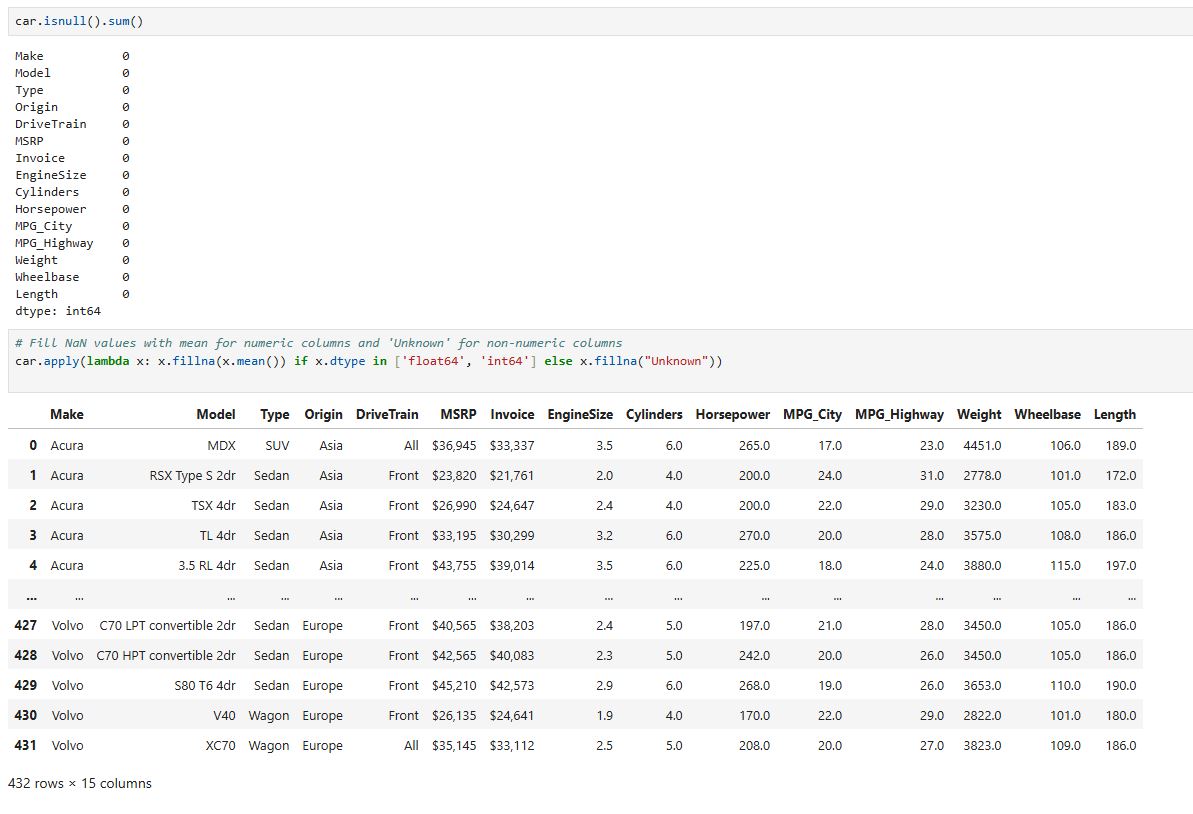 car.isnull().sum()
Make 0
Model 0
Type 0
Origin 0
DriveTrain 0
MSRP 0
Invoice 0
EngineSize 0
Cylinders 0
Horsepower 0
MPG_City 0
MPG_Highway 0
Weight 0
Wheelbase 0
Length 0
dtype: int64
# Fill NaN values with mean for numeric columns and 'Unknown' for non-numeric columns
car.apply(lambda x: x.fillna(x.mean()) if x.dtype in ['float64', 'int64'] else x.fillna("Unknown"))
Make Model Type Origin DriveTrain MSRP Invoice EngineSize Cylinders Horsepower MPG_City MPG_Highway Weight Wheelbase Length
0 Acura MDX SUV Asia All $36,945 $33,337 3.5 6.0 265.0 17.0 23.0 4451.0 106.0 189.0
1 Acura RSX Type S 2dr Sedan Asia Front $23,820 $21,761 2.0 4.0 200.0 24.0 31.0 2778.0 101.0 172.0
2 Acura TSX 4dr Sedan Asia Front $26,990 $24,647 2.4 4.0 200.0 22.0 29.0 3230.0 105.0 183.0
3 Acura TL 4dr Sedan Asia Front $33,195 $30,299 3.2 6.0 270.0 20.0 28.0 3575.0 108.0 186.0
4 Acura 3.5 RL 4dr Sedan Asia Front $43,755 $39,014 3.5 6.0 225.0 18.0 24.0 3880.0 115.0 197.0
... ... ... ... ... ... ... ... ... ... ... ... ... ... ... ...
427 Volvo C70 LPT convertible 2dr Sedan Europe Front $40,565 $38,203 2.4 5.0 197.0 21.0 28.0 3450.0 105.0 186.0
428 Volvo C70 HPT convertible 2dr Sedan Europe Front $42,565 $40,083 2.3 5.0 242.0 20.0 26.0 3450.0 105.0 186.0
429 Volvo S80 T6 4dr Sedan Europe Front $45,210 $42,573 2.9 6.0 268.0 19.0 26.0 3653.0 110.0 190.0
430 Volvo V40 Wagon Europe Front $26,135 $24,641 1.9 4.0 170.0 22.0 29.0 2822.0 101.0 180.0
431 Volvo XC70 Wagon Europe All $35,145 $33,112 2.5 5.0 208.0 20.0 27.0 3823.0 109.0 186.0
432 rows × 15 columns